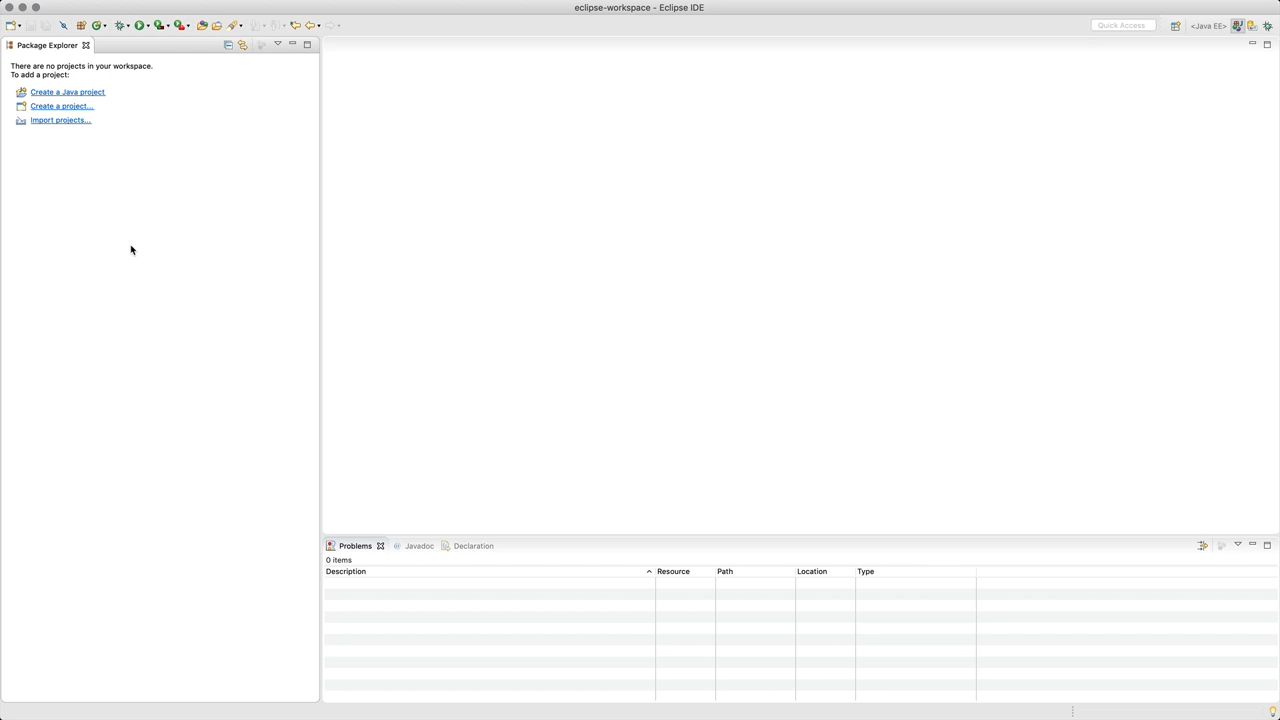 eclipse-workspace - Eclipse IDE
Quick Access
<Java EE>
Package Explorer
There are no projects in your workspace.
To add a project:
Create a Java project
Create a project...
Import projects...
Problems
Javadoc
Declaration
0 items
Description
Resource
Path
Location
Type